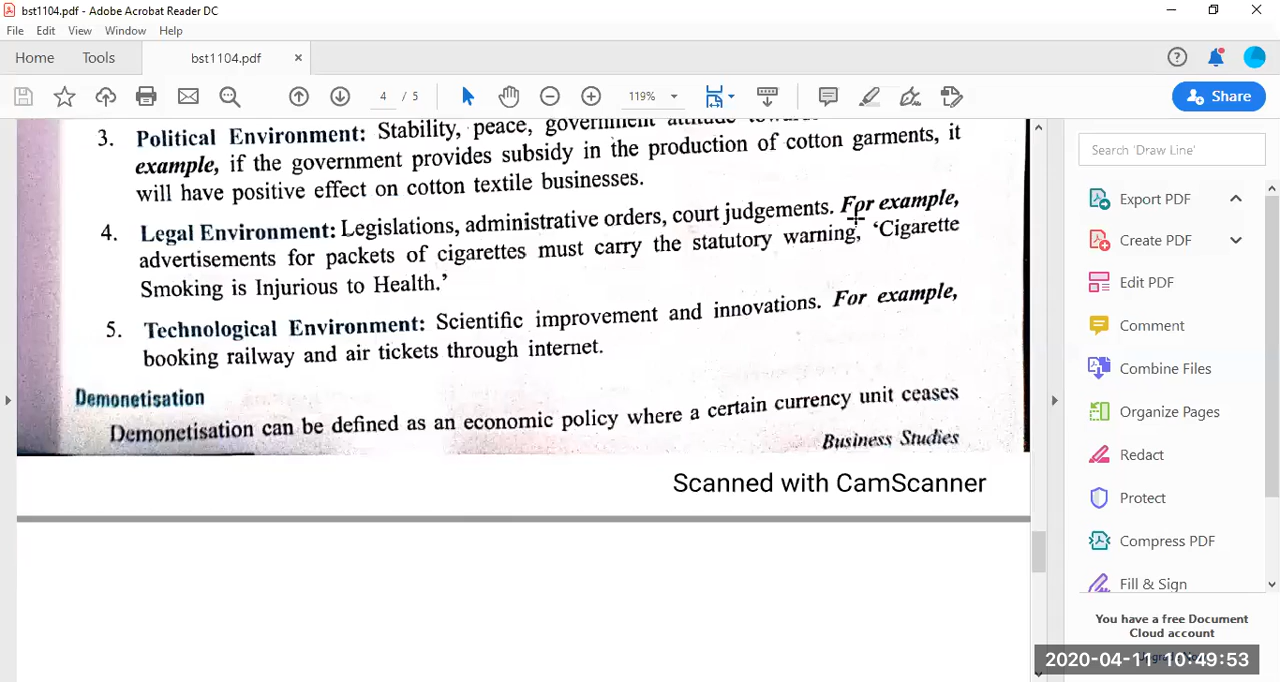 bst1104.pdf - Adobe Acrobat Reader DC
File Edit View Window Help
Home Tools bst1104.pdf
4 / 5 119% Share
3. Political Environment: Stability, peace, government attitude
example, if the government provides subsidy in the production of cotton garments, it
will have positive effect on cotton textile businesses.
4. Legal Environment: Legislations, administrative orders, court judgements. For example,
advertisements for packets of cigarettes must carry the statutory warning, ‘Cigarette
Smoking is Injurious to Health.’
5. Technological Environment: Scientific improvement and innovations. For example,
booking railway and air tickets through internet.
Demonetisation
Demonetisation can be defined as an economic policy where a certain currency unit ceases
Business Studies
Scanned with CamScanner
Search 'Draw Line'
Export PDF
Create PDF
Edit PDF
Comment
Combine Files
Organize Pages
Redact
Protect
Compress PDF
Fill & Sign
You have a free Document
Cloud account
2020-04-11 10:49:53